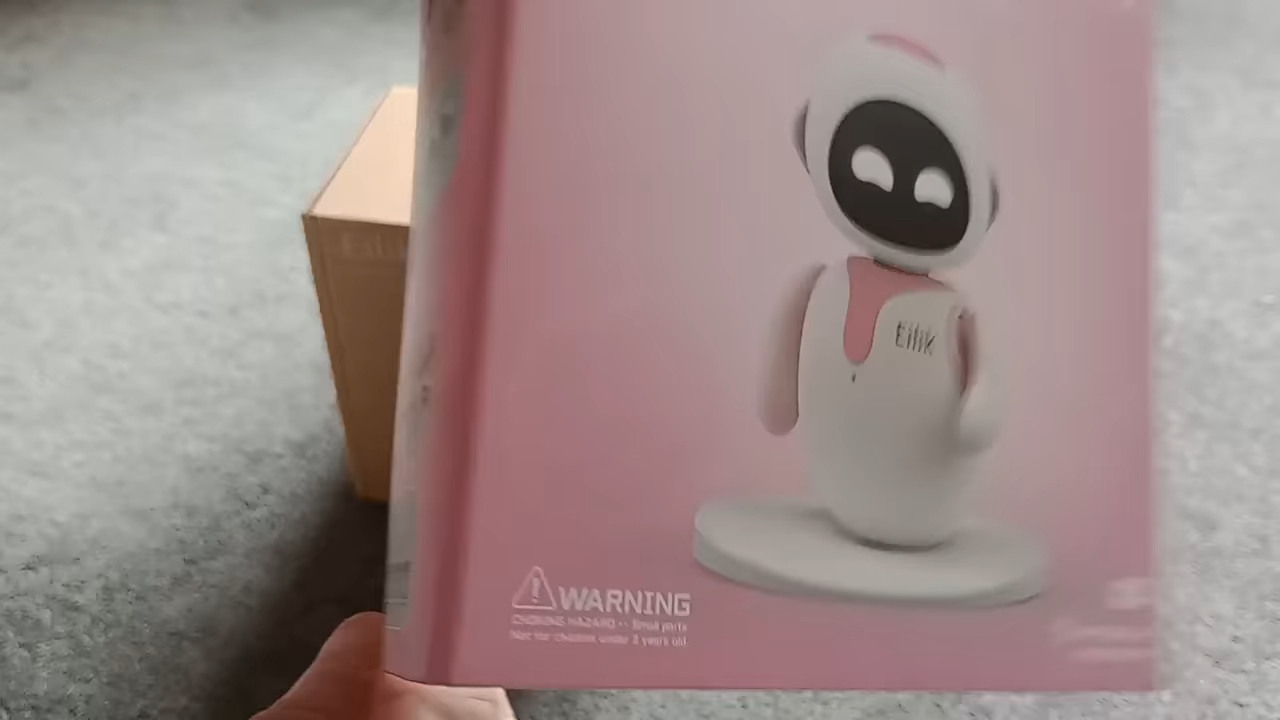 Eilik
WARNING
CHOKING HAZARD -- Small parts
Not for children under 3 years old.